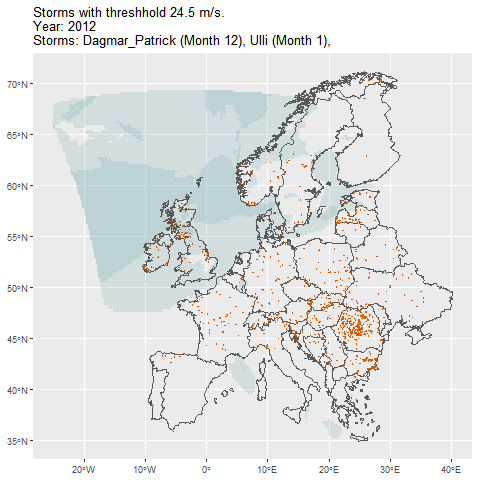 Storms with threshhold 24.5 m/s.
Year: 2012
Storms: Dagmar_Patrick (Month 12), Ulli (Month 1),
70°N
65°N
60°N
55°N
50°N
45°N
40°N
35°N
20°W
10°W
0°
10°E
20°E
30°E
40°E